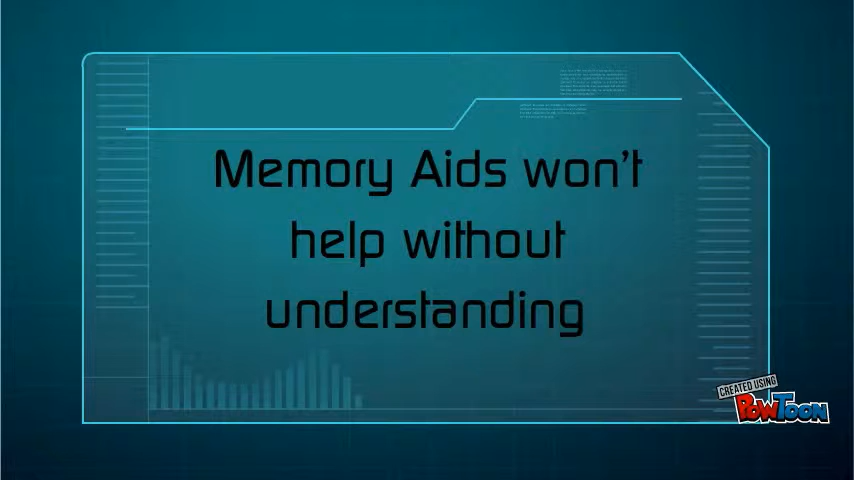 Memory Aids won't
help without
understanding
CREATED USING
POWTOON